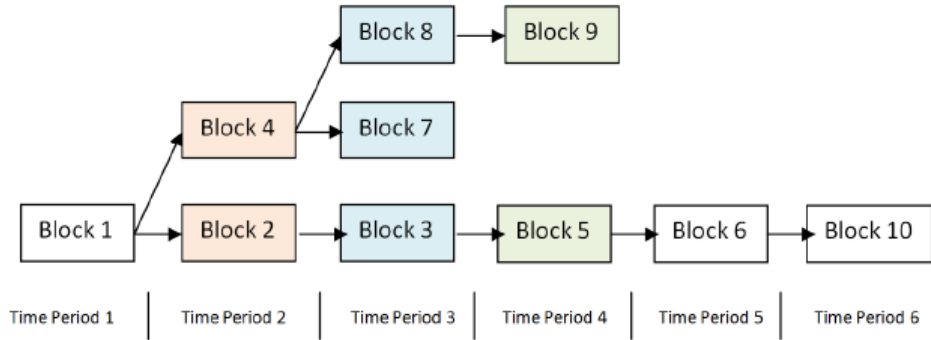 Block 8
Block 9
Block 4
Block 7
Block 1
Block 2
Block 3
Block 5
Block 6
Block 10
Time Period 1
Time Period 2
Time Period 3
Time Period 4
Time Period 5
Time Period 6